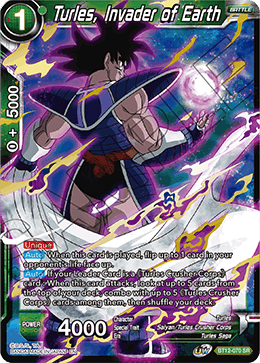 1
Turles, Invader of Earth
BATTLE
0 + 5000
Unique
Auto When this card is played, flip up to 1 card in your
opponent's life face up.
Auto If your Leader Card is a ‹Turles Crusher Corps›
card : When this card attacks, look at up to 5 cards from
the top of your deck, combo with up to 5 ‹Turles Crusher
Corps› cards among them, then shuffle your deck.
POWER
4000
Character
Turles
Special Trait
Saiyan/Turles Crusher Corps
Era
Turles Saga
BT12-070 SR